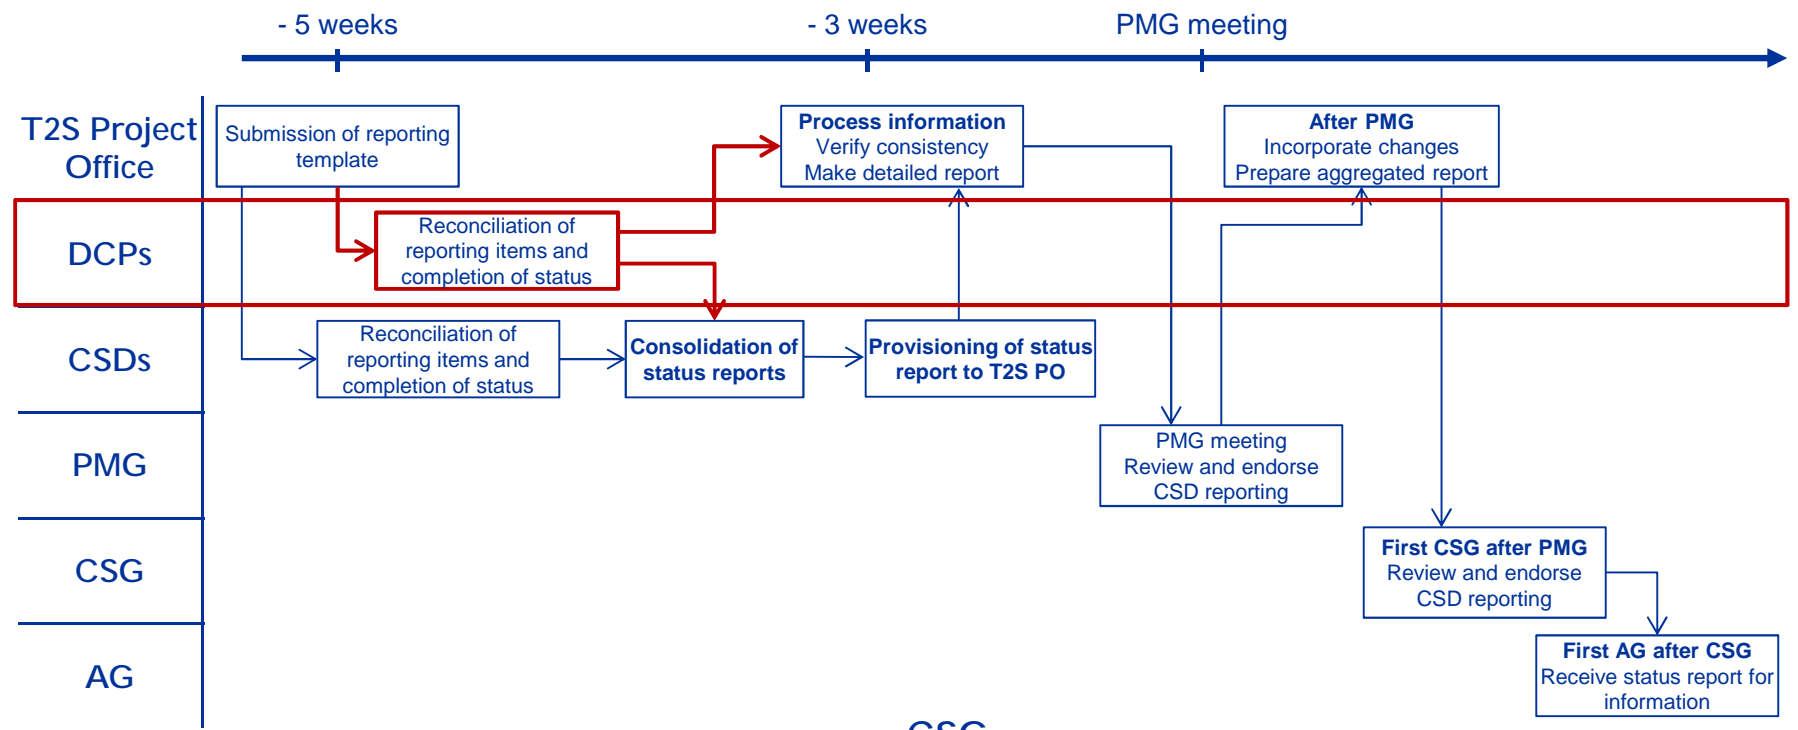 - 5 weeks
- 3 weeks
PMG meeting
T2S Project
Office
Submission of reporting
template
Process information
Verify consistency
Make detailed report
After PMG
Incorporate changes
Prepare aggregated report
DCPs
Reconciliation of
reporting items and
completion of status
CSDs
Reconciliation of
reporting items and
completion of status
Consolidation of
status reports
Provisioning of status
report to T2S PO
PMG
PMG meeting
Review and endorse
CSD reporting
CSG
First CSG after PMG
Review and endorse
CSD reporting
AG
First AG after CSG
Receive status report for
information
CSG